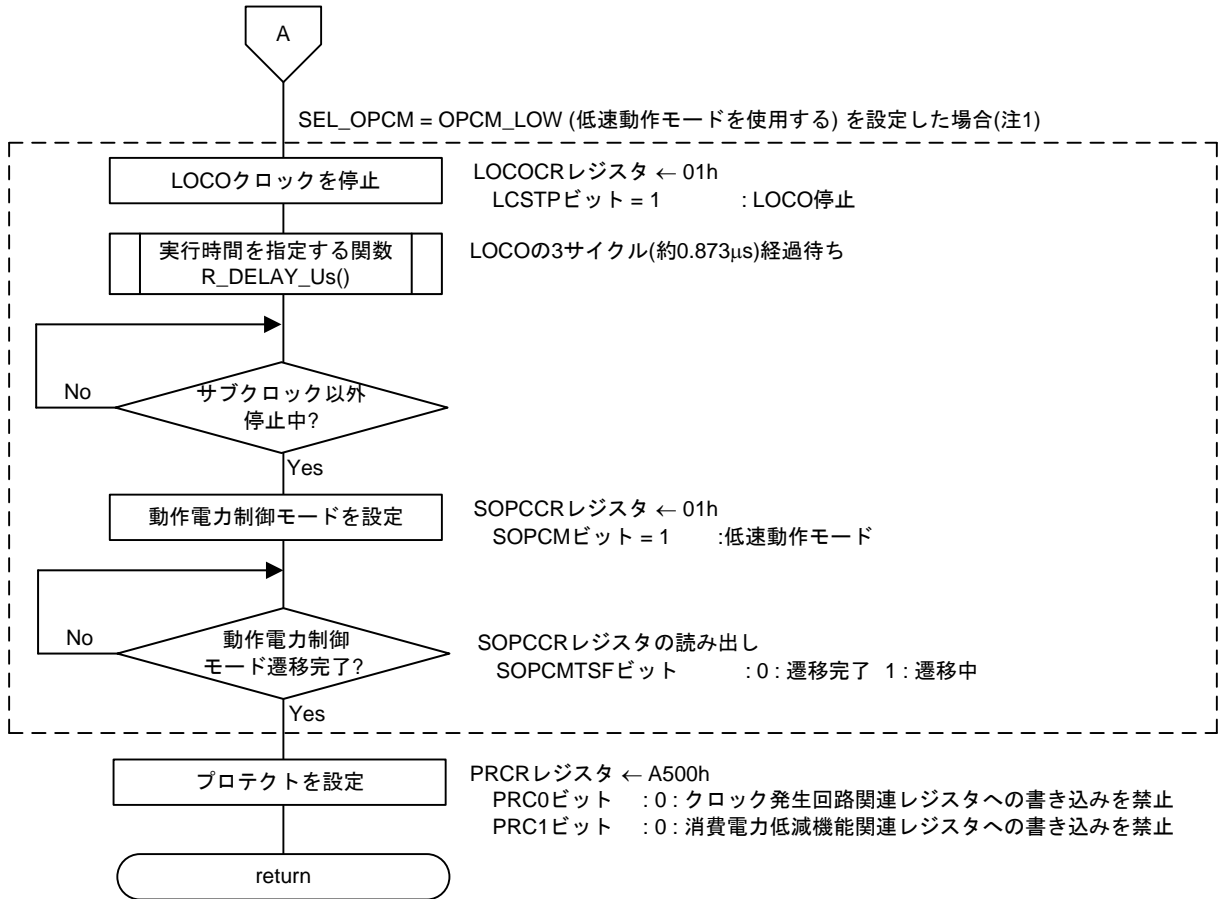 A
SEL_OPCM = OPCM_LOW (低速動作モードを使用する) を設定した場合(注1)
LOCOクロックを停止
LOCOCRレジスタ ← 01h
LCSTPビット = 1 : LOCO停止
実行時間を指定する関数
R_DELAY_Us()
LOCOの3サイクル(約0.873μs)経過待ち
No
サブクロック以外
停止中?
Yes
動作電力制御モードを設定
SOPCCRレジスタ ← 01h
SOPCMビット = 1 :低速動作モード
No
動作電力制御
モード遷移完了?
SOPCCRレジスタの読み出し
SOPCMTSFビット : 0 : 遷移完了 1 : 遷移中
Yes
プロテクトを設定
PRCRレジスタ ← A500h
PRC0ビット : 0 : クロック発生回路関連レジスタへの書き込みを禁止
PRC1ビット : 0 : 消費電力低減機能関連レジスタへの書き込みを禁止
return